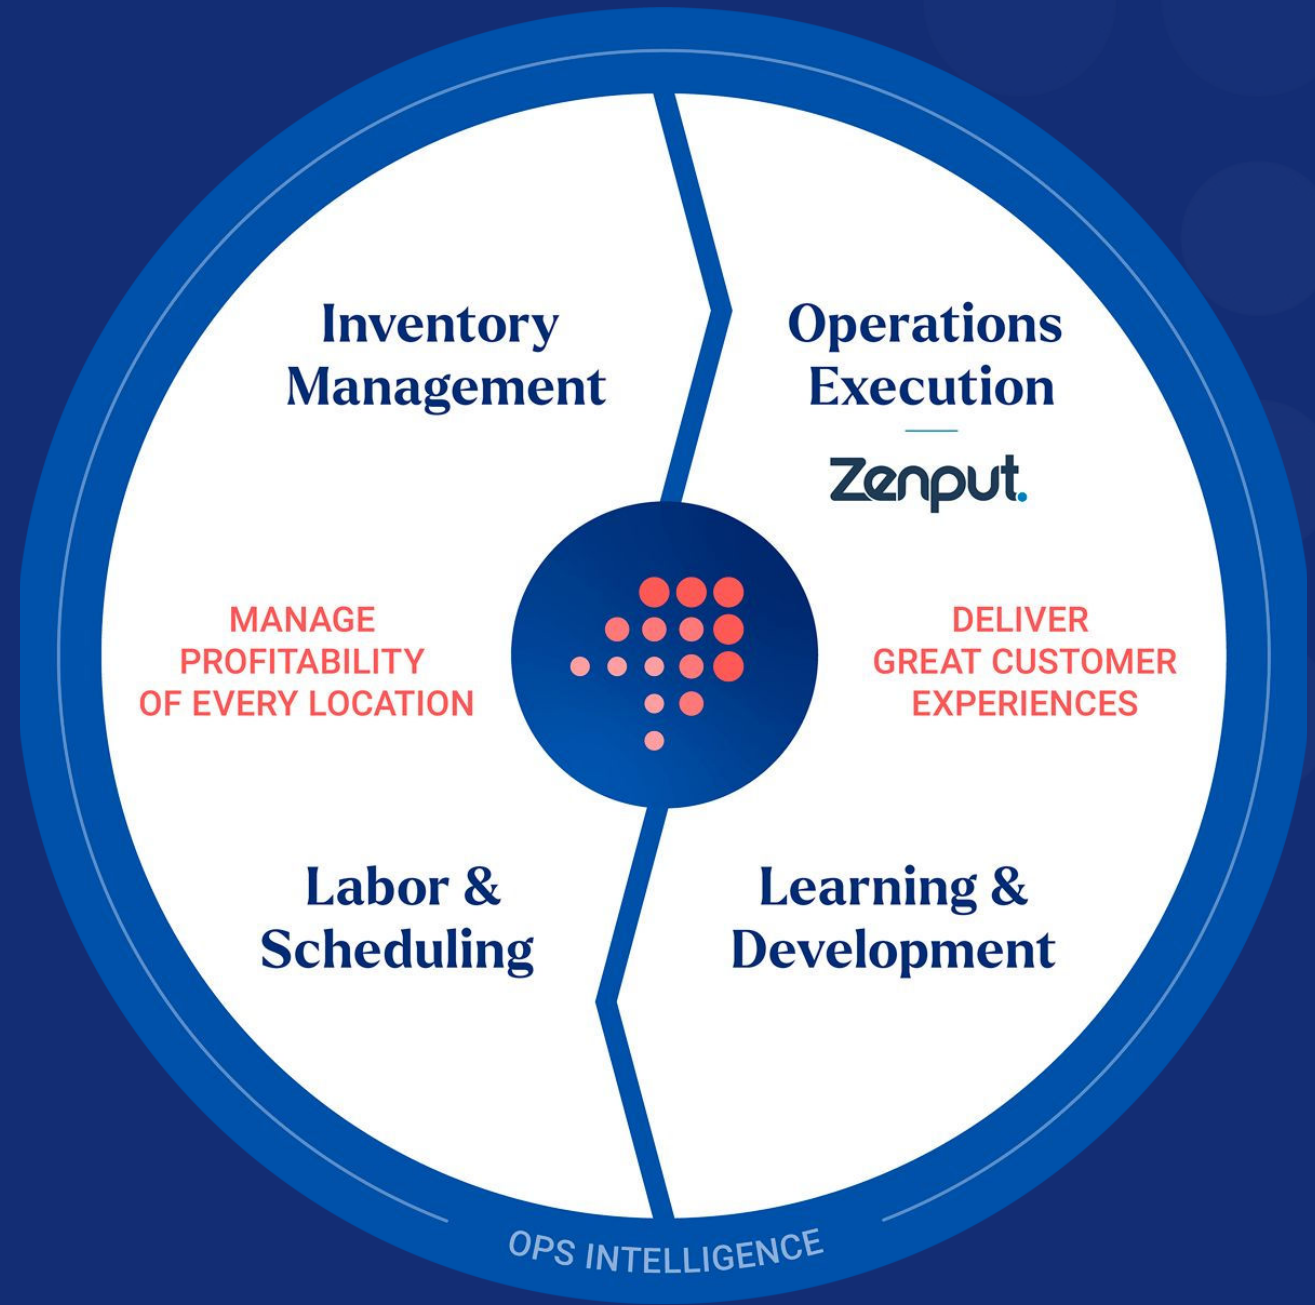 Inventory
Management
Operations
Execution
Zenput.
MANAGE
PROFITABILITY
OF EVERY LOCATION
DELIVER
GREAT CUSTOMER
EXPERIENCES
Labor &
Scheduling
Learning &
Development
OPS INTELLIGENCE